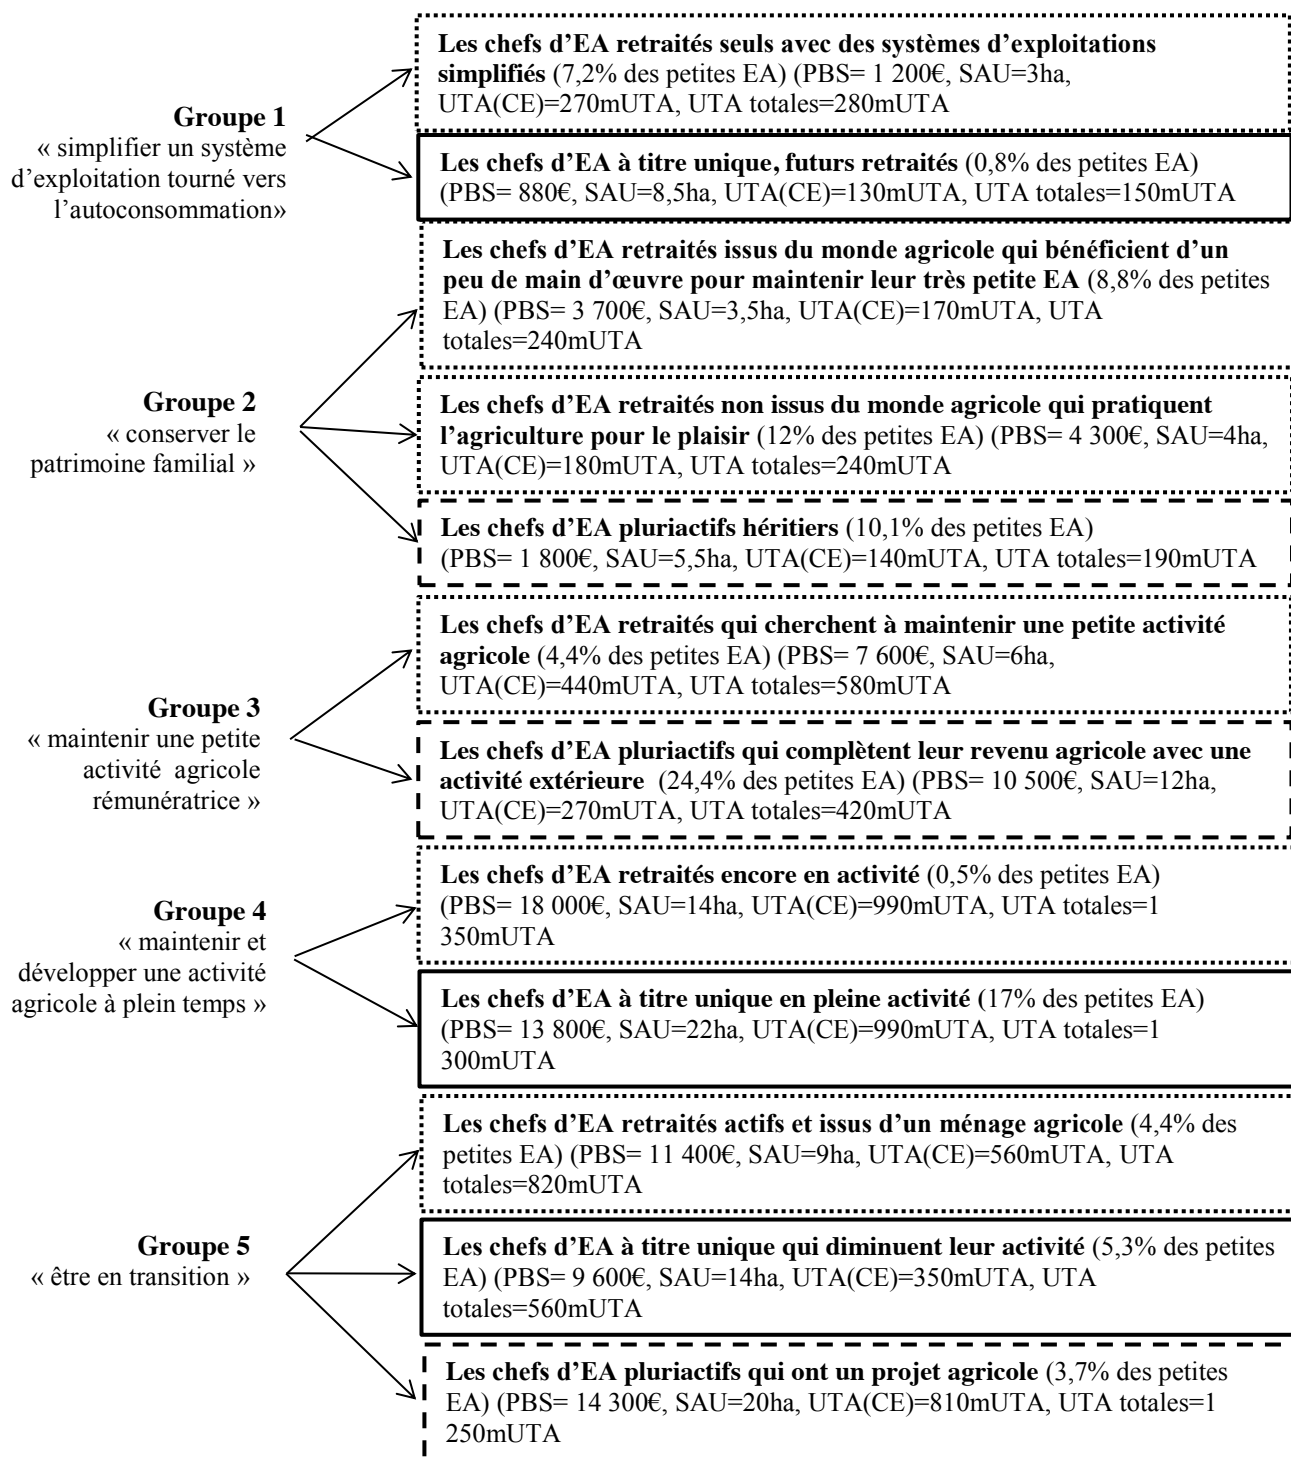 Les chefs d’EA retraités seuls avec des systèmes d’exploitations
simplifiés (7,2% des petites EA) (PBS= 1 200€, SAU=3ha,
UTA(CE)=270mUTA, UTA totales=280mUTA
Groupe 1
« simplifier un système
d’exploitation tourné vers
l’autoconsommation»
Les chefs d’EA à titre unique, futurs retraités (0,8% des petites EA)
(PBS= 880€, SAU=8,5ha, UTA(CE)=130mUTA, UTA totales=150mUTA
Les chefs d’EA retraités issus du monde agricole qui bénéficient d’un
peu de main d’œuvre pour maintenir leur très petite EA (8,8% des petites
EA) (PBS= 3 700€, SAU=3,5ha, UTA(CE)=170mUTA, UTA
totales=240mUTA
Groupe 2
« conserver le
patrimoine familial »
Les chefs d’EA retraités non issus du monde agricole qui pratiquent
l’agriculture pour le plaisir (12% des petites EA) (PBS= 4 300€, SAU=4ha,
UTA(CE)=180mUTA, UTA totales=240mUTA
Les chefs d’EA pluriactifs héritiers (10,1% des petites EA)
(PBS= 1 800€, SAU=5,5ha, UTA(CE)=140mUTA, UTA totales=190mUTA
Les chefs d’EA retraités qui cherchent à maintenir une petite activité
agricole (4,4% des petites EA) (PBS= 7 600€, SAU=6ha,
UTA(CE)=440mUTA, UTA totales=580mUTA
Groupe 3
« maintenir une petite
activité agricole
rémunératrice »
Les chefs d’EA pluriactifs qui complètent leur revenu agricole avec une
activité extérieure (24,4% des petites EA) (PBS= 10 500€, SAU=12ha,
UTA(CE)=270mUTA, UTA totales=420mUTA
Les chefs d’EA retraités encore en activité (0,5% des petites EA)
(PBS= 18 000€, SAU=14ha, UTA(CE)=990mUTA, UTA totales=1
350mUTA
Groupe 4
« maintenir et
développer une activité
agricole à plein temps »
Les chefs d’EA à titre unique en pleine activité (17% des petites EA)
(PBS= 13 800€, SAU=22ha, UTA(CE)=990mUTA, UTA totales=1
300mUTA
Les chefs d’EA retraités actifs et issus d’un ménage agricole (4,4% des
petites EA) (PBS= 11 400€, SAU=9ha, UTA(CE)=560mUTA, UTA
totales=820mUTA
Groupe 5
« être en transition »
Les chefs d’EA à titre unique qui diminuent leur activité (5,3% des petites
EA) (PBS= 9 600€, SAU=14ha, UTA(CE)=350mUTA, UTA
totales=560mUTA
Les chefs d’EA pluriactifs qui ont un projet agricole (3,7% des petites
EA) (PBS= 14 300€, SAU=20ha, UTA(CE)=810mUTA, UTA totales=1
250mUTA